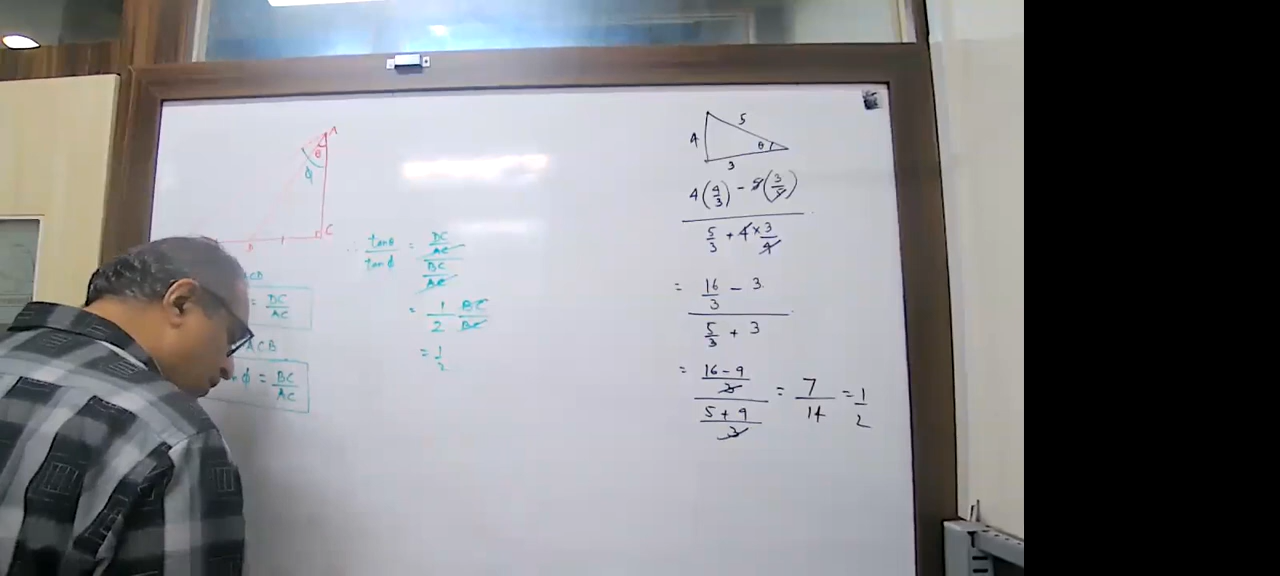 A
θ
ϕ
C
ACD
= DC/AC
ACB
ϕ = BC/AC
∴ tanθ/tanϕ = (DC/AC)/(BC/AC)
= 1/2 BC/BC
= 1/2
5
4
θ
3
(4(4/3) - 5(3/5))/(5/3 + 4×3/4)
= (16/3 - 3)/(5/3 + 3)
= ((16-9)/3)/((5+9)/3) = 7/14 = 1/2